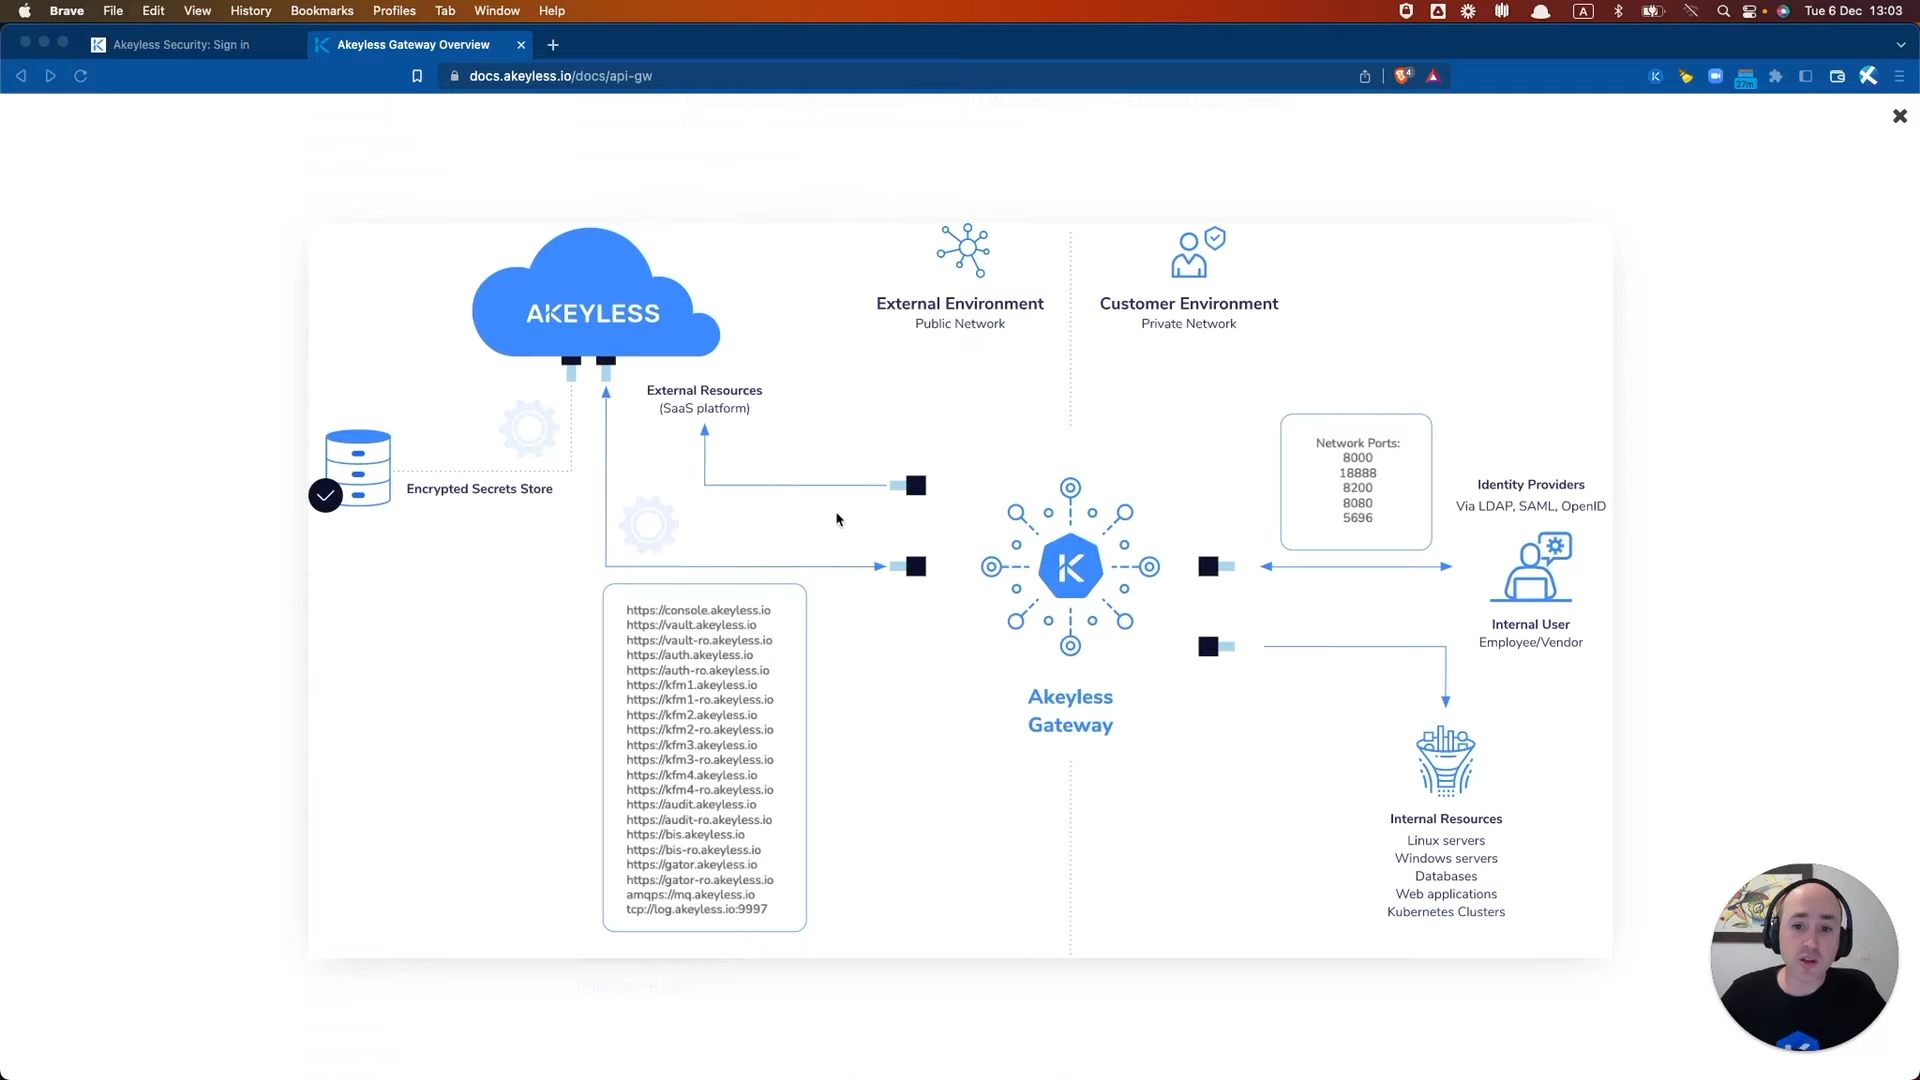 Brave File Edit View History Bookmarks Profiles Tab Window Help
A
Tue 6 Dec 13:03
Akeyless Security: Sign in
Akeyless Gateway Overview
docs.akeyless.io/docs/api-gw
4
27m
AKEYLESS
External Environment
Public Network
Customer Environment
Private Network
External Resources
(SaaS platform)
Encrypted Secrets Store
Network Ports:
8000
18888
8200
8080
5696
Identity Providers
Via LDAP, SAML, OpenID
Internal User
Employee/Vendor
https://console.akeyless.io
https://vault.akeyless.io
https://vault-ro.akeyless.io
https://auth.akeyless.io
https://auth-ro.akeyless.io
https://kfm1.akeyless.io
https://kfm1-ro.akeyless.io
https://kfm2.akeyless.io
https://kfm2-ro.akeyless.io
https://kfm3.akeyless.io
https://kfm3-ro.akeyless.io
https://kfm4.akeyless.io
https://kfm4-ro.akeyless.io
https://audit.akeyless.io
https://audit-ro.akeyless.io
https://bis.akeyless.io
https://bis-ro.akeyless.io
https://gator.akeyless.io
https://gator-ro.akeyless.io
amqps://mq.akeyless.io
tcp://log.akeyless.io:9997
K
Akeyless
Gateway
Internal Resources
Linux servers
Windows servers
Databases
Web applications
Kubernetes Clusters